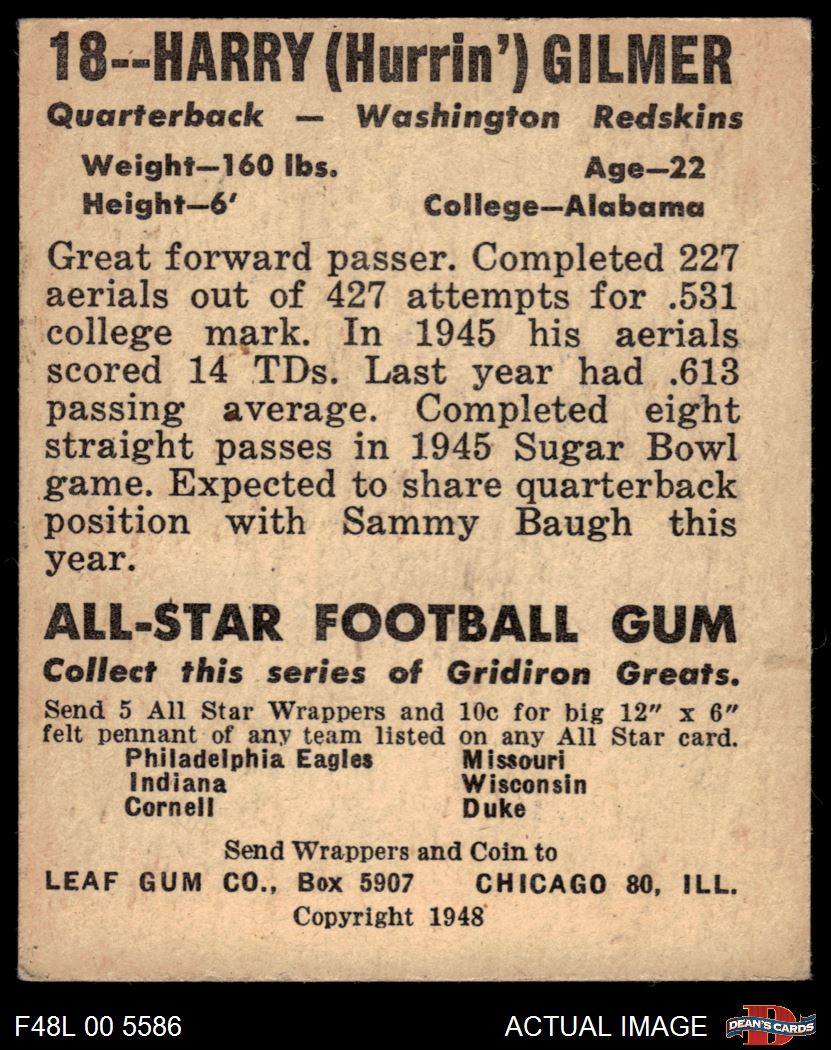 18--HARRY (Hurrin') GILMER
Quarterback — Washington Redskins
Weight—160 lbs. Age—22
Height—6' College—Alabama
Great forward passer. Completed 227
aerials out of 427 attempts for .531
college mark. In 1945 his aerials
scored 14 TDs. Last year had .613
passing average. Completed eight
straight passes in 1945 Sugar Bowl
game. Expected to share quarterback
position with Sammy Baugh this
year.
ALL-STAR FOOTBALL GUM
Collect this series of Gridiron Greats.
Send 5 All Star Wrappers and 10c for big 12" x 6"
felt pennant of any team listed on any All Star card.
Philadelphia Eagles Missouri
Indiana Wisconsin
Cornell Duke
Send Wrappers and Coin to
LEAF GUM CO., Box 5907 CHICAGO 80, ILL.
Copyright 1948
F48L 00 5586 ACTUAL IMAGE D DEAN'S CARDS